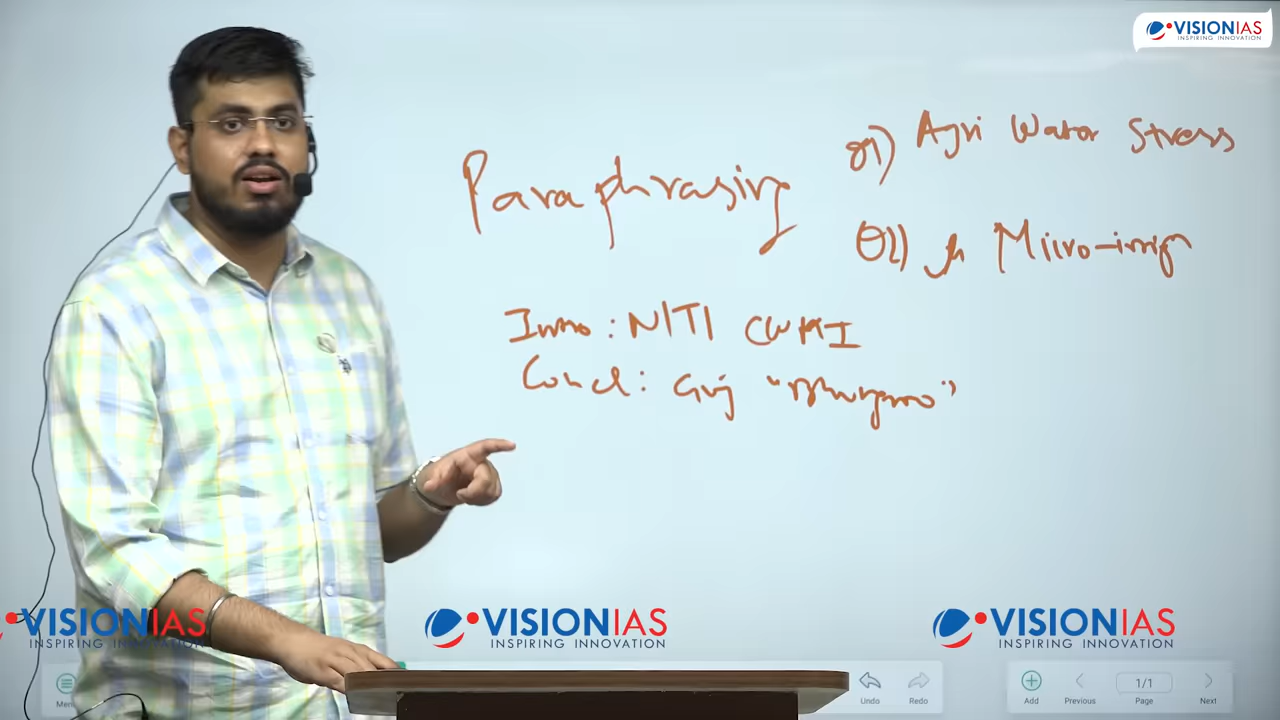 VISIONIAS
INSPIRING INNOVATION
Paraphrasing
Q1) Agri Water Stress
Q2) Micro-irrign
Intro: NITI CWMI
Concl: Guj
VISIONIAS
INSPIRING INNOVATION
VISIONIAS
INSPIRING INNOVATION
VISIONIAS
INSPIRING INNOVATION
Undo
Redo
Add
Previous
1/1
Page
Next